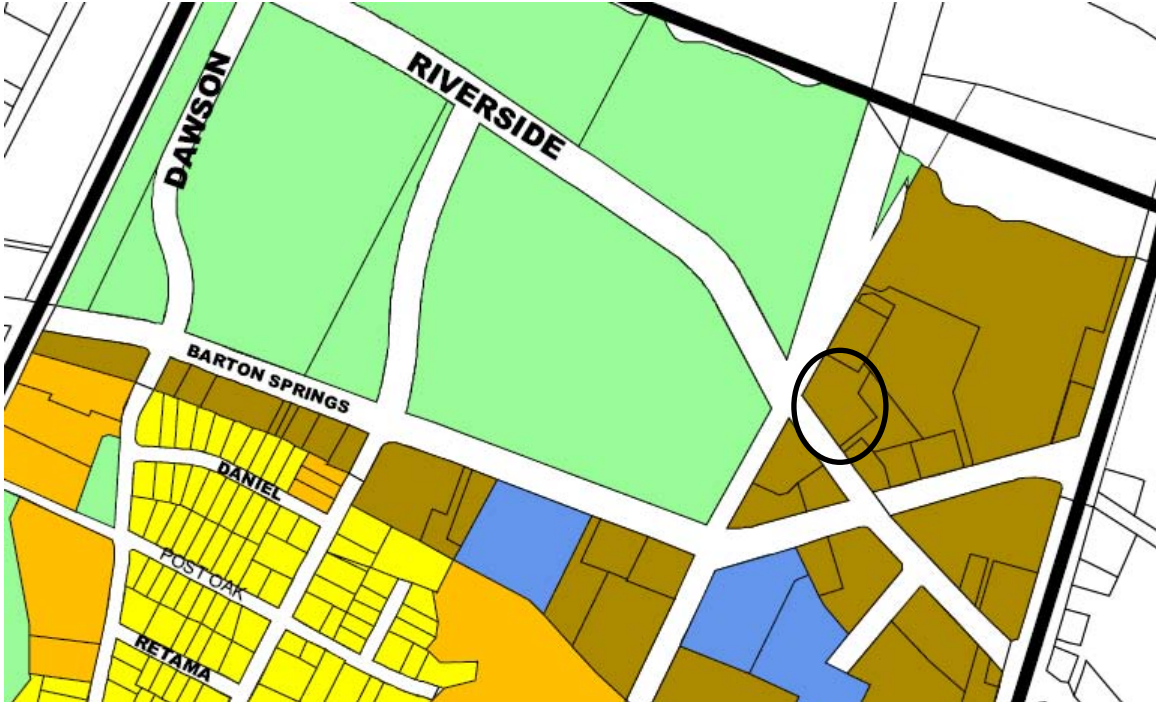 DAWSON
RIVERSIDE
BARTON SPRINGS
DANIEL
POST OAK
RETAMA